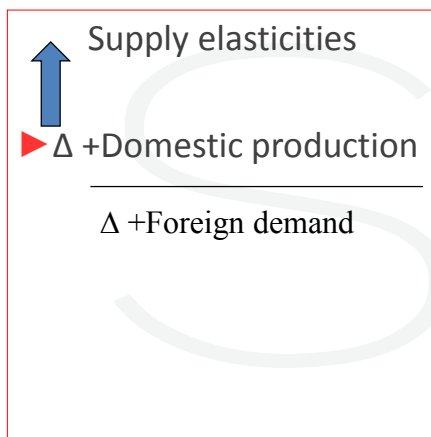 Supply elasticities
Δ +Domestic production
Δ +Foreign demand